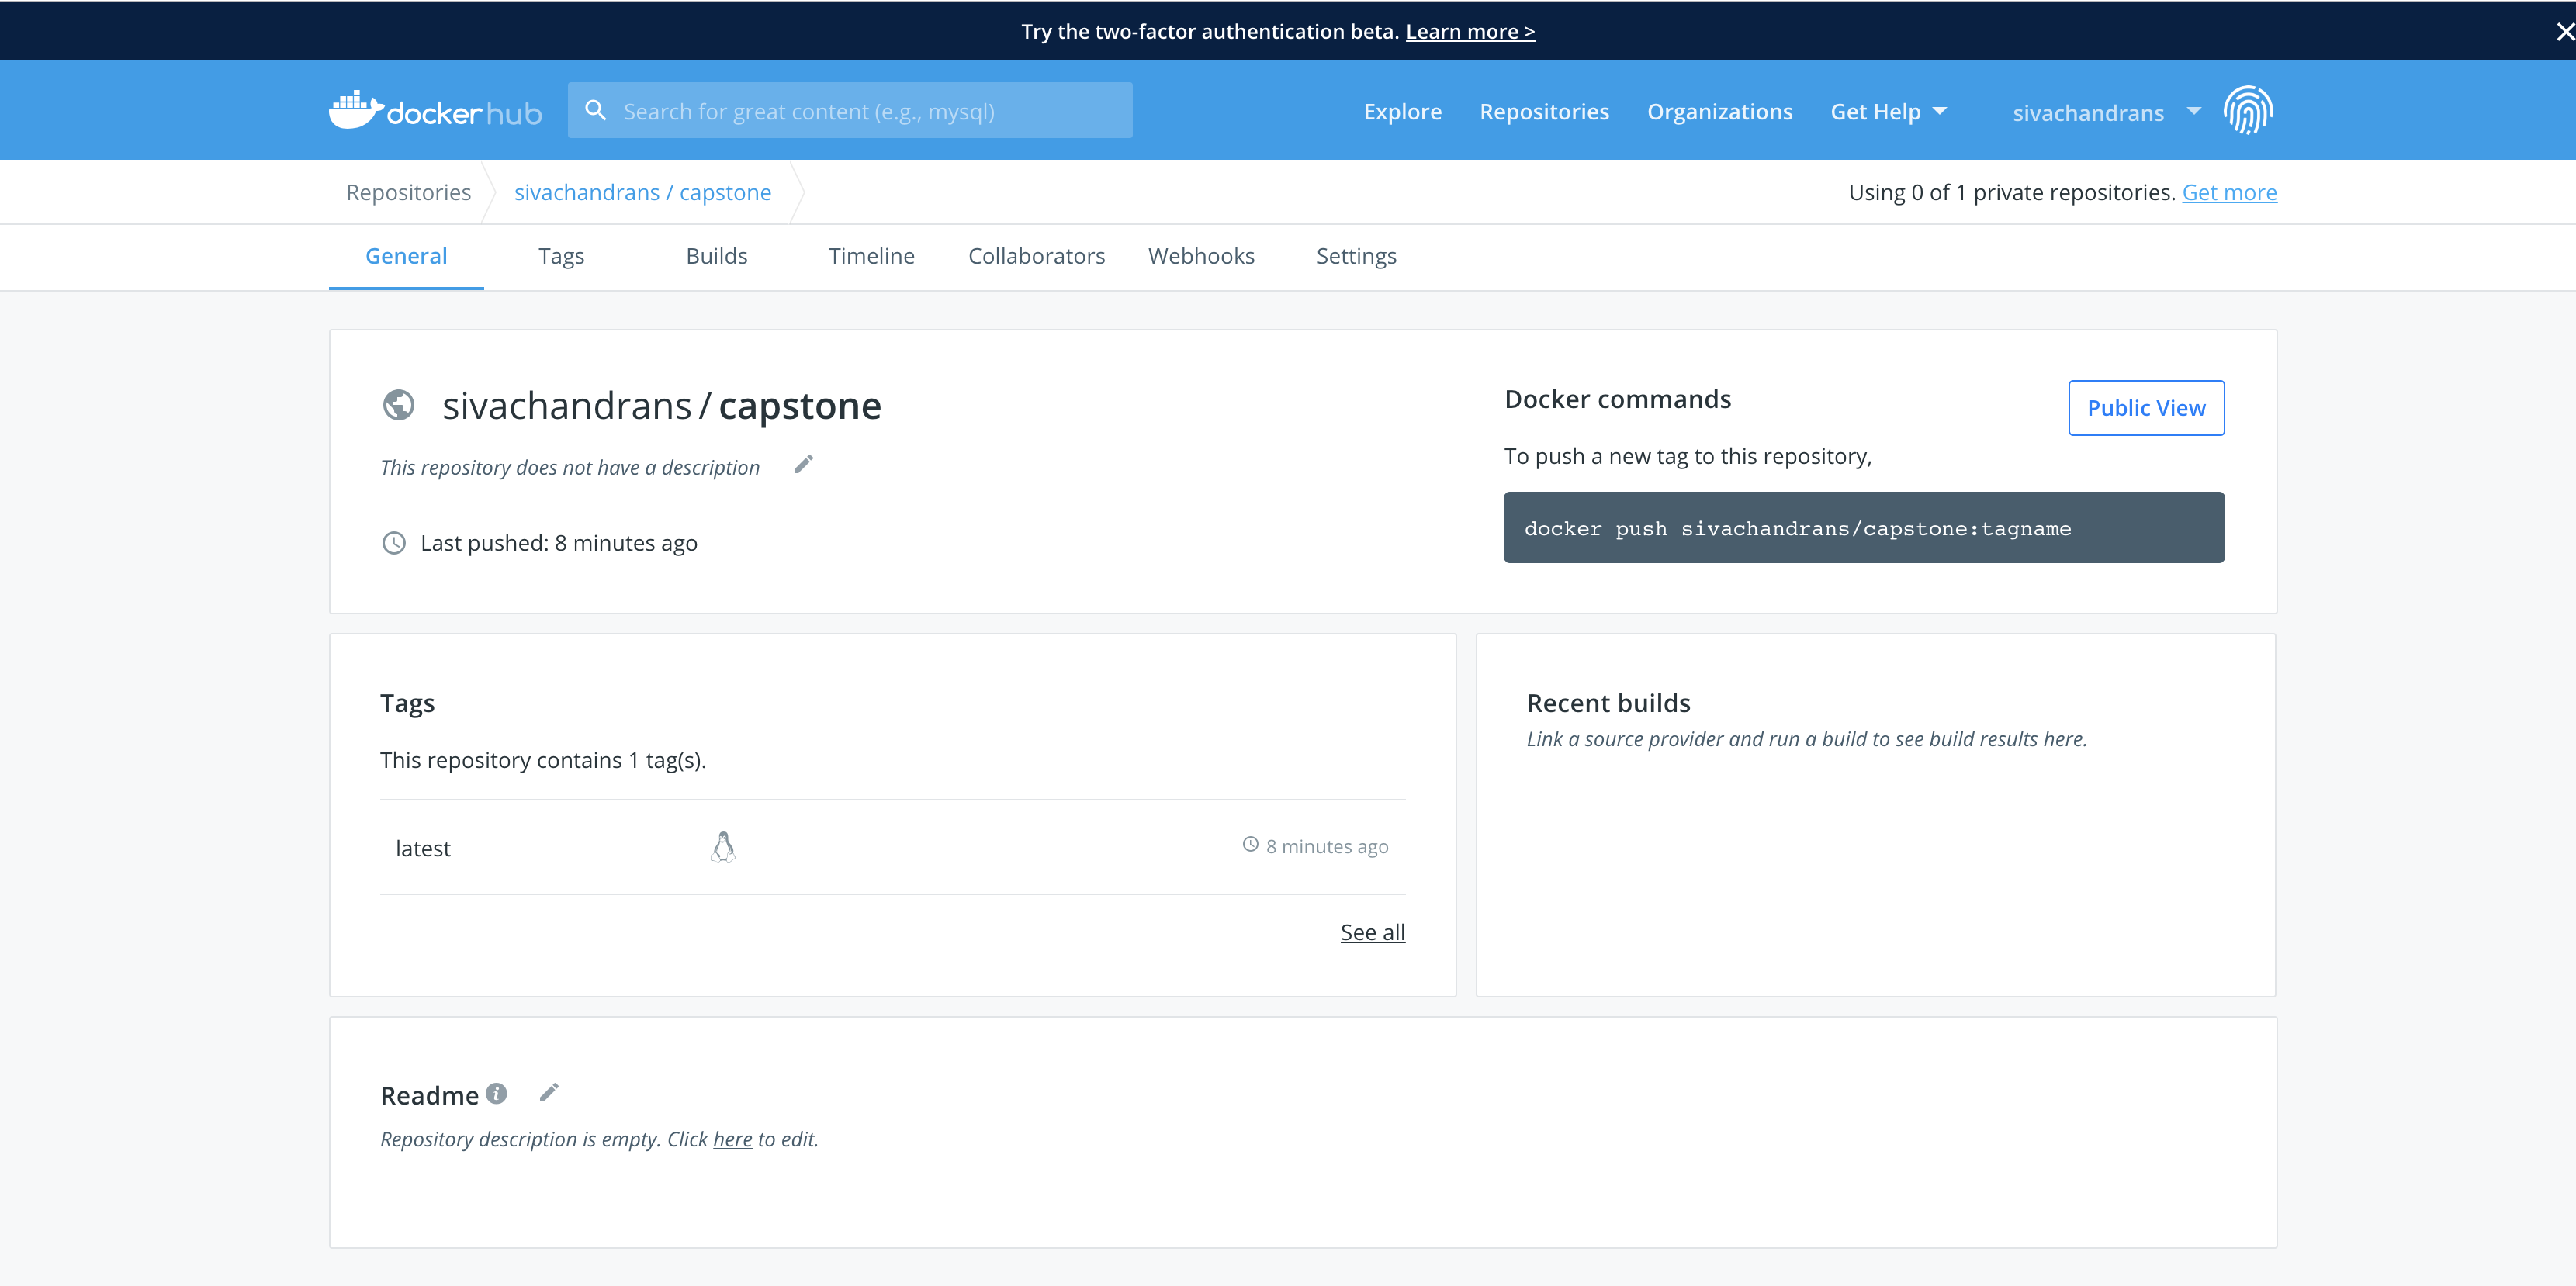 Try the two-factor authentication beta. Learn more >
docker hub
Search for great content (e.g., mysql)
Explore Repositories Organizations Get Help sivachandrans
Repositories sivachandrans / capstone Using 0 of 1 private repositories. Get more
General Tags Builds Timeline Collaborators Webhooks Settings
sivachandrans / capstone
This repository does not have a description
Last pushed: 8 minutes ago
Docker commands
Public View
To push a new tag to this repository,
docker push sivachandrans/capstone:tagname
Tags
This repository contains 1 tag(s).
latest 8 minutes ago
See all
Recent builds
Link a source provider and run a build to see build results here.
Readme
Repository description is empty. Click here to edit.